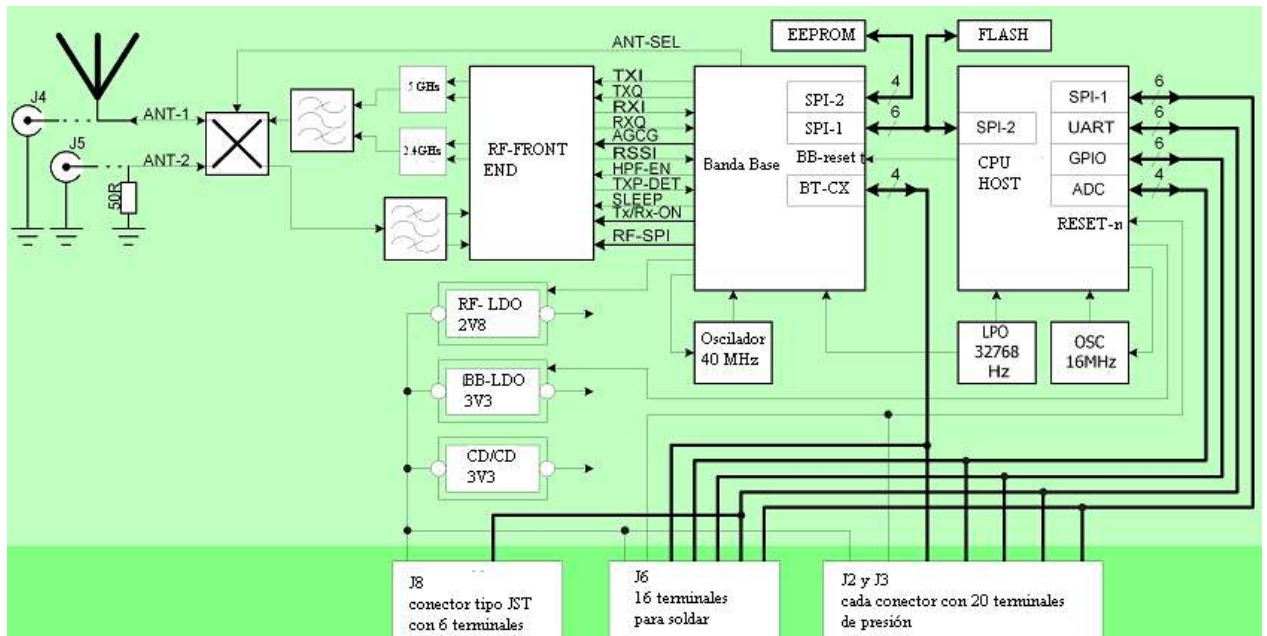 ANT-SEL
EEPROM
FLASH
J4
ANT-1
J5
ANT-2
50R
5 GHs
2.4GHs
RF-FRONT
END
TXI
TXQ
RXI
RXQ
AGCG
RSSI
HPF-EN
TXP-DET
SLEEP
Tx/Rx-ON
RF-SPI
Banda Base
SPI-2
SPI-1
BB-reset t
BT-CX
4
6
4
SPI-2
CPU
HOST
SPI-1
UART
GPIO
ADC
RESET-n
6
6
6
4
RF- LDO
2V8
BB-LDO
3V3
CD/CD
3V3
Oscilador
40 MHz
LPO
32768
Hz
OSC
16MHz
J8
conector tipo JST
con 6 terminales
J6
16 terminales
para soldar
J2 y J3
cada conector con 20 terminales
de presión